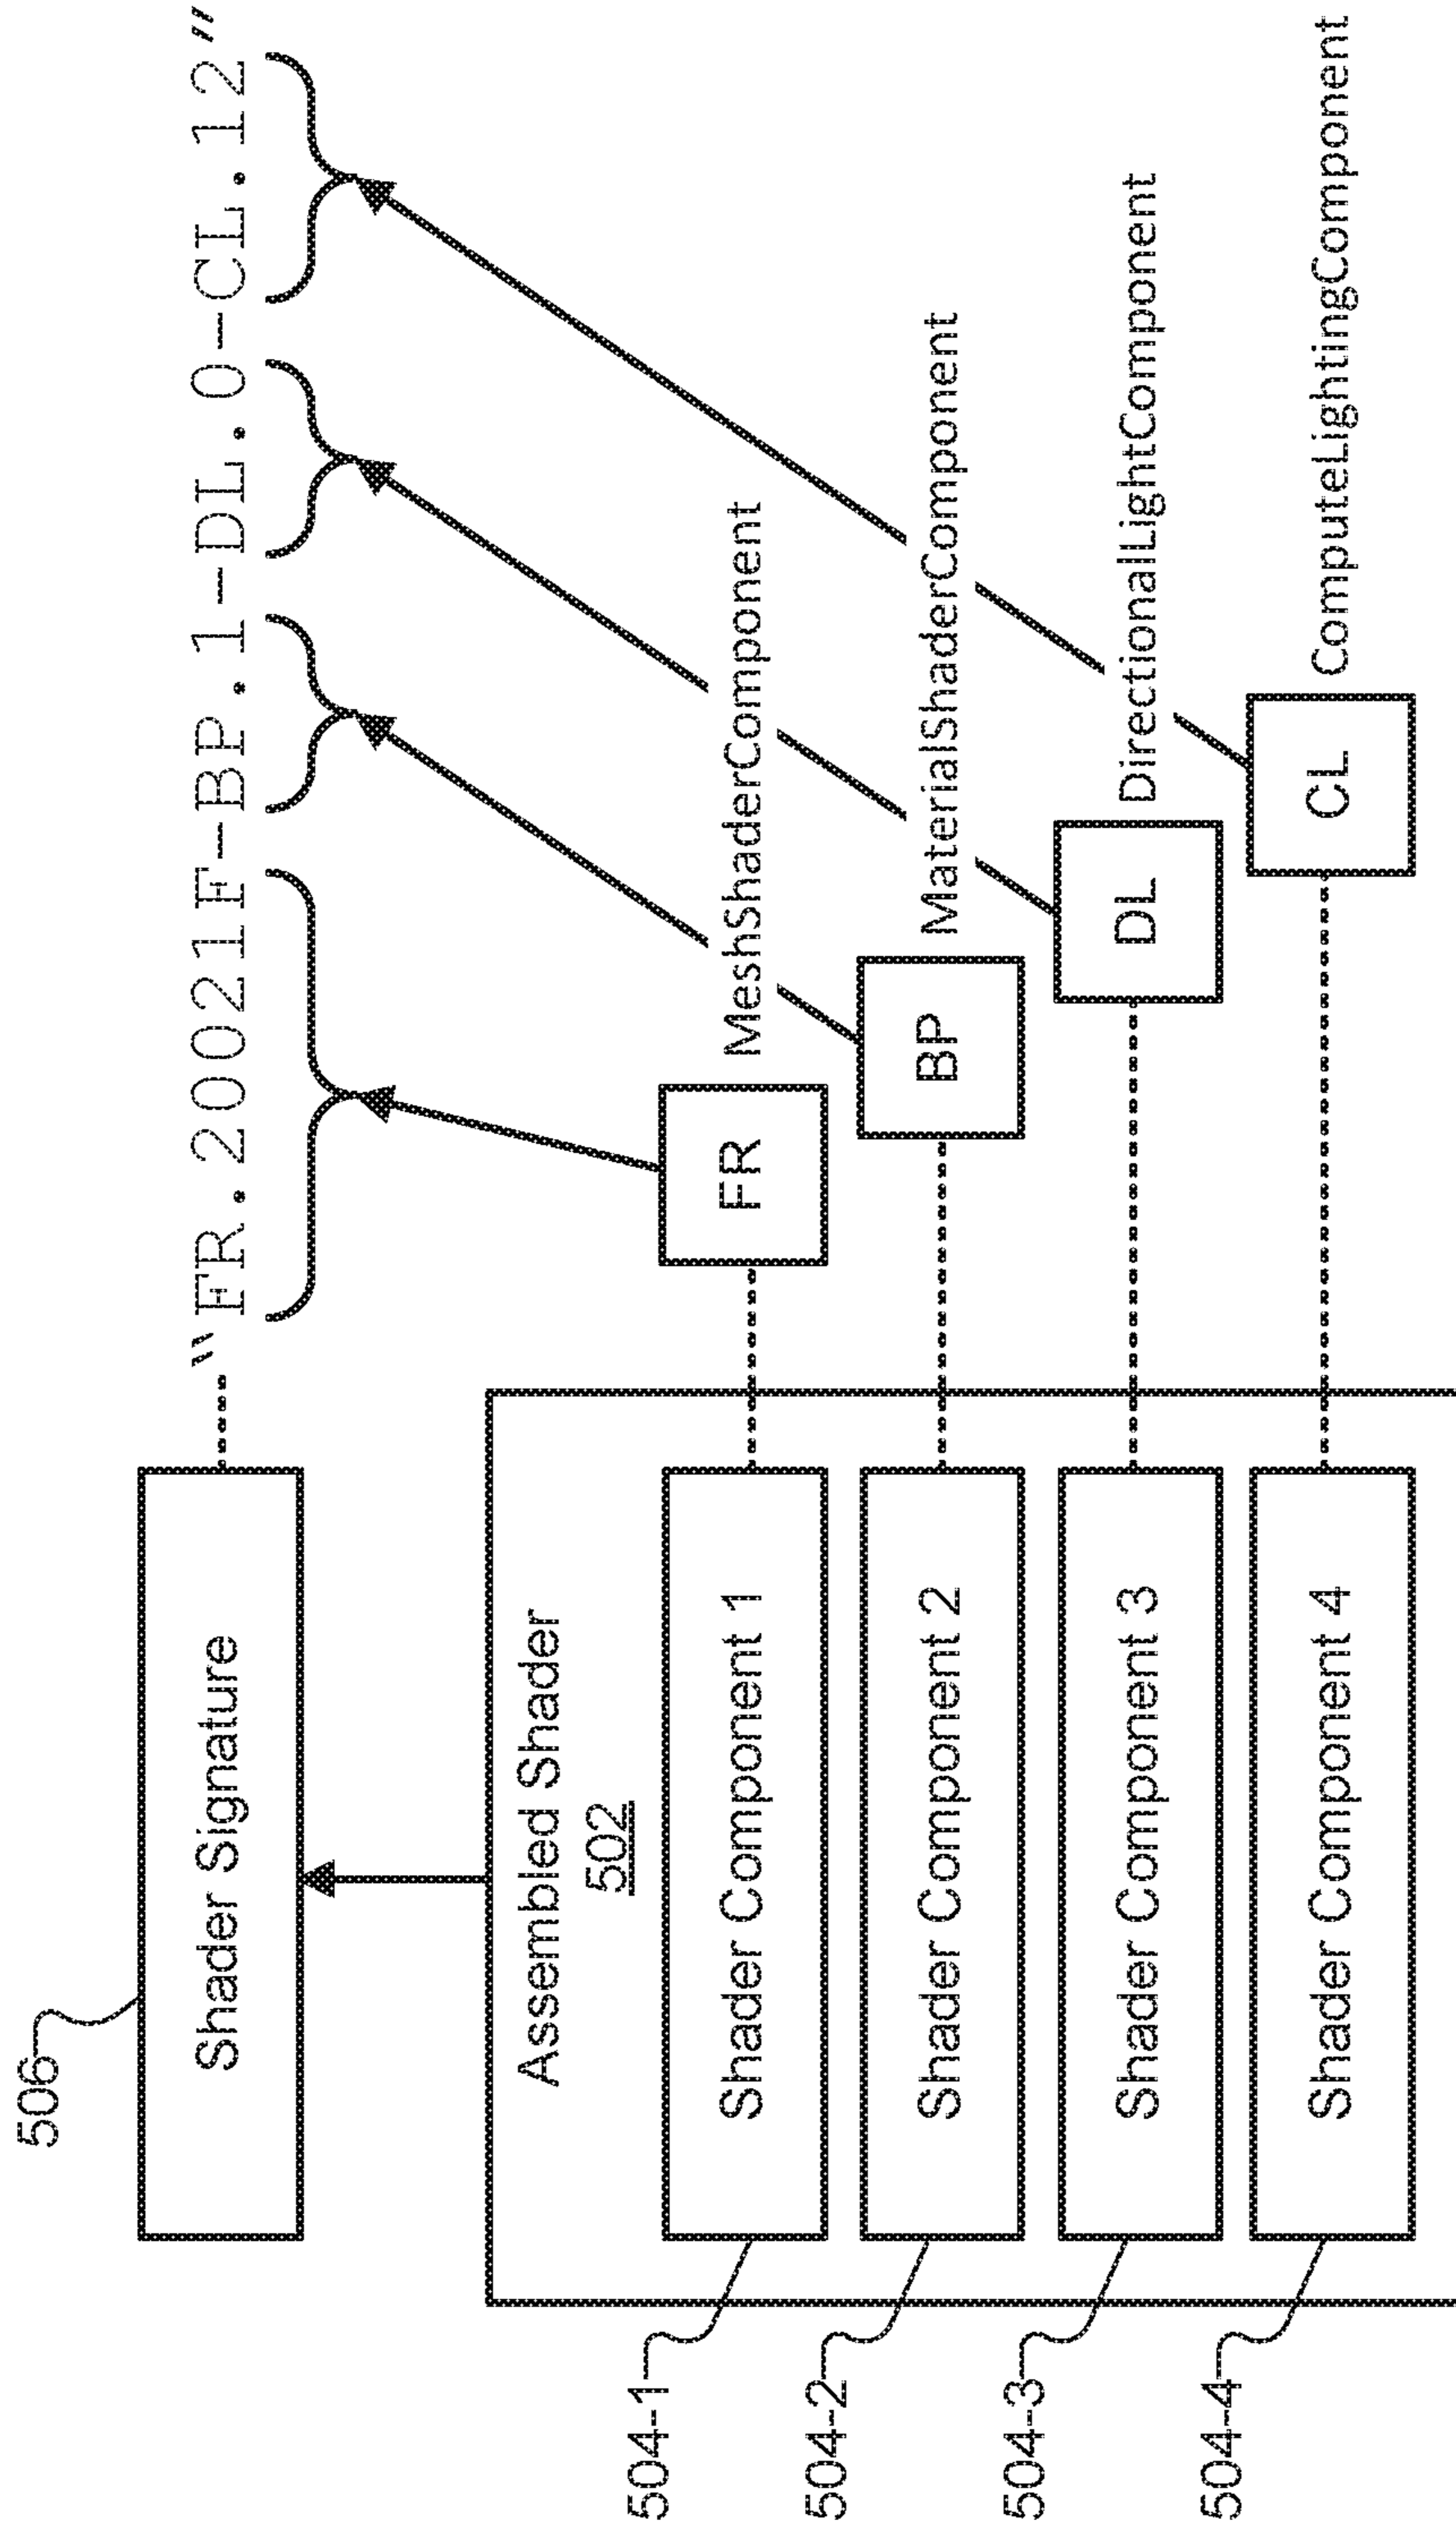 506
Shader Signature
“FR.2002​1F-BP.1-DL.0-CL.12”
Assembled Shader
502
504-1
Shader Component 1
FR
MeshShaderComponent
504-2
Shader Component 2
BP
MaterialShaderComponent
504-3
Shader Component 3
DL
DirectionalLightComponent
504-4
Shader Component 4
CL
ComputeLightingComponent